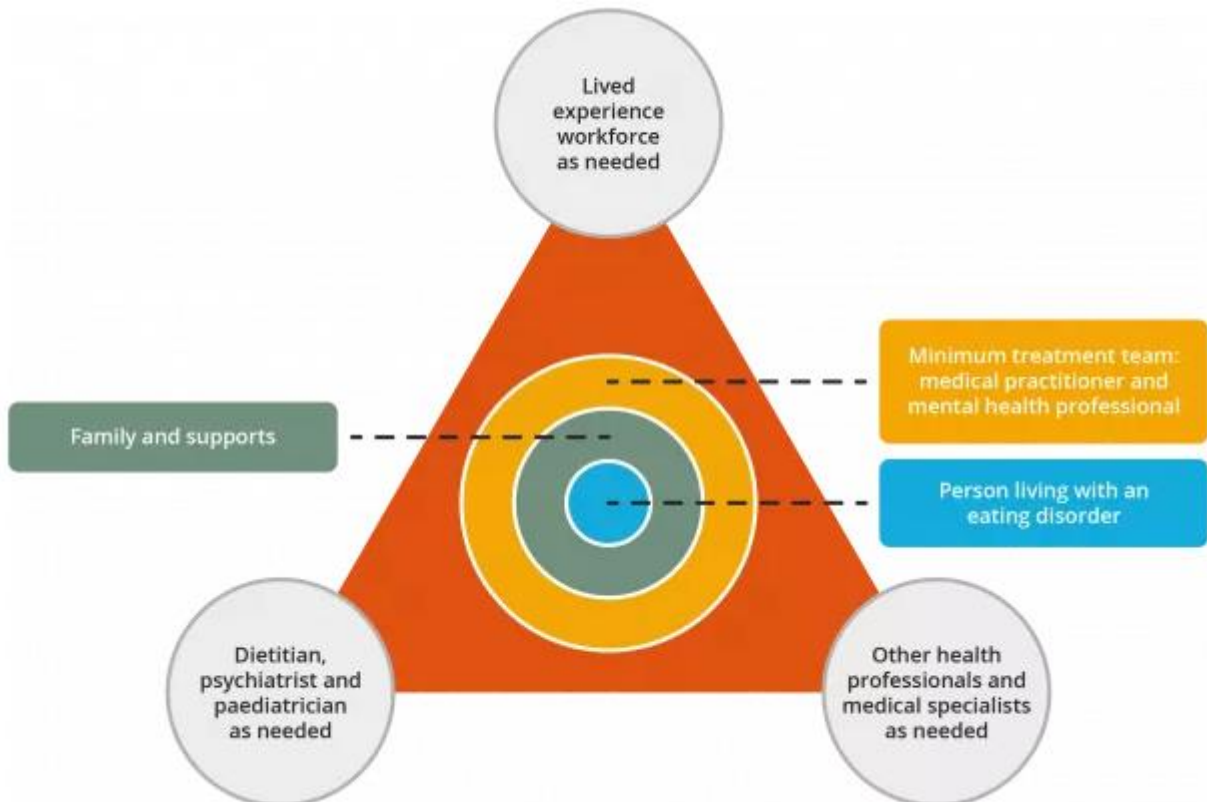 Lived
experience
workforce
as needed
Minimum treatment team:
medical practitioner and
mental health professional
Family and supports
Person living with an
eating disorder
Dietitian,
psychiatrist and
paediatrician
as needed
Other health
professionals and
medical specialists
as needed